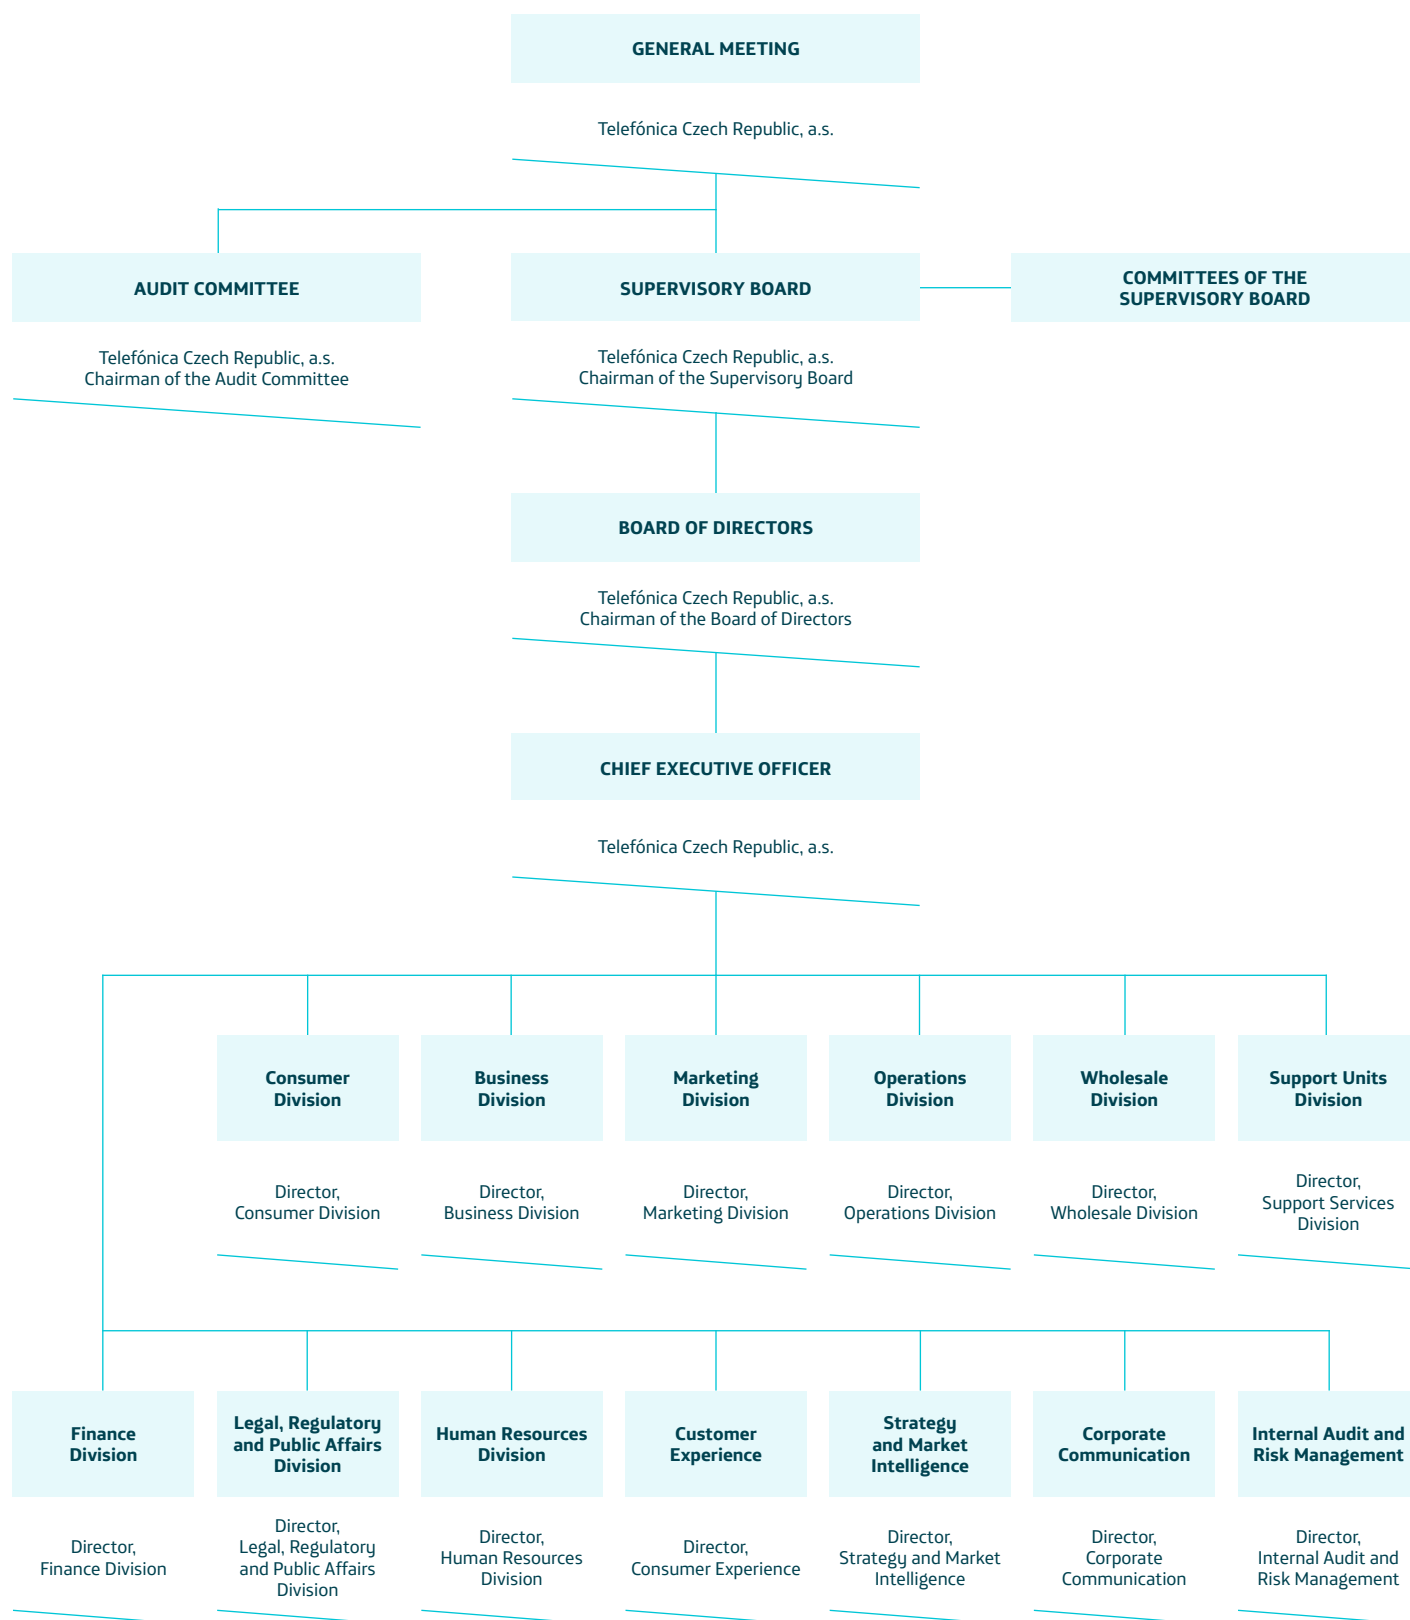 GENERAL MEETING
Telefónica Czech Republic, a.s.
AUDIT COMMITTEE
Telefónica Czech Republic, a.s.
Chairman of the Audit Committee
SUPERVISORY BOARD
Telefónica Czech Republic, a.s.
Chairman of the Supervisory Board
COMMITTEES OF THE
SUPERVISORY BOARD
BOARD OF DIRECTORS
Telefónica Czech Republic, a.s.
Chairman of the Board of Directors
CHIEF EXECUTIVE OFFICER
Telefónica Czech Republic, a.s.
Consumer
Division
Director,
Consumer Division
Business
Division
Director,
Business Division
Marketing
Division
Director,
Marketing Division
Operations
Division
Director,
Operations Division
Wholesale
Division
Director,
Wholesale Division
Support Units
Division
Director,
Support Services
Division
Finance
Division
Director,
Finance Division
Legal, Regulatory
and Public Affairs
Division
Director,
Legal, Regulatory
and Public Affairs
Division
Human Resources
Division
Director,
Human Resources
Division
Customer
Experience
Director,
Consumer Experience
Strategy
and Market
Intelligence
Director,
Strategy and Market
Intelligence
Corporate
Communication
Director,
Corporate
Communication
Internal Audit and
Risk Management
Director,
Internal Audit and
Risk Management